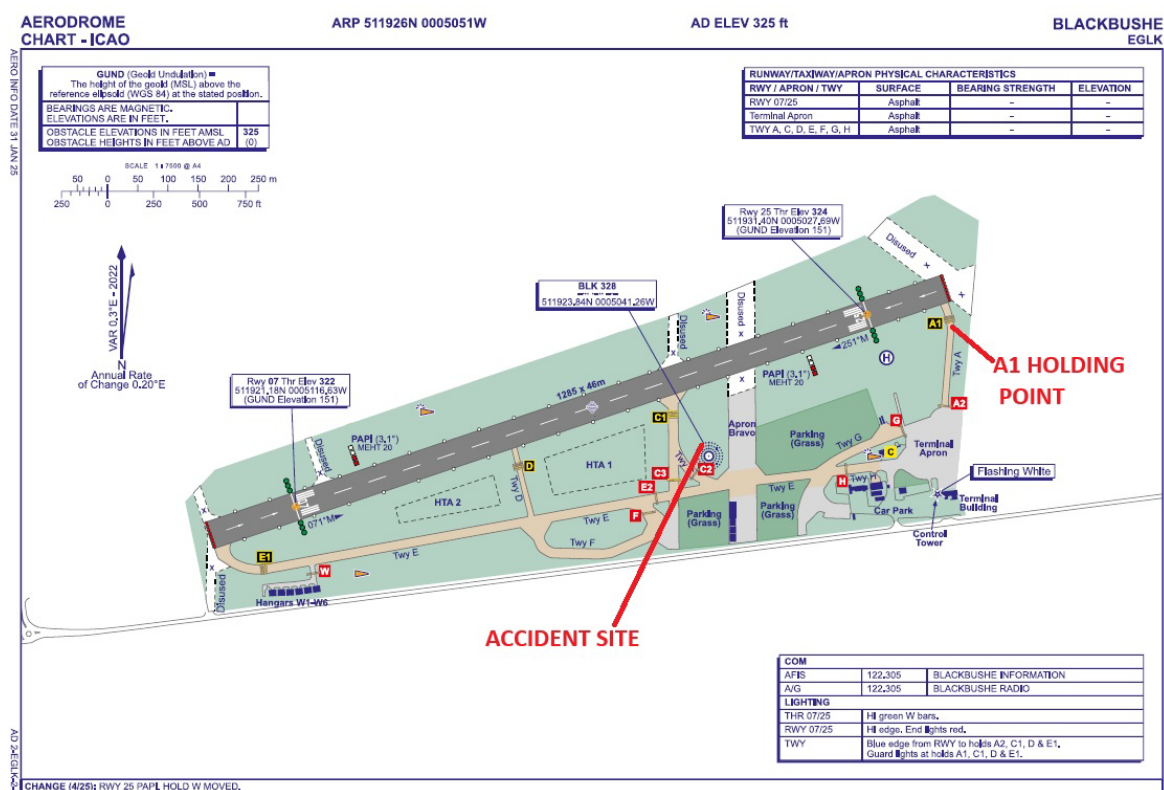 AERODROME
CHART - ICAO
ARP 511926N 0005051W
AD ELEV 325 ft
BLACKBUSHE
EGLK
AERO INFO DATE 31 JAN 25
GUND (Geoid Undulation) =
The height of the geoid (MSL) above the
reference ellipsoid (WGS 84) at the stated position.
BEARINGS ARE MAGNETIC.
ELEVATIONS ARE IN FEET.
OBSTACLE ELEVATIONS IN FEET AMSL 325
OBSTACLE HEIGHTS IN FEET ABOVE AD (0)
RUNWAY/TAXIWAY/APRON PHYSICAL CHARACTERISTICS
RWY / APRON / TWY SURFACE BEARING STRENGTH ELEVATION
RWY 07/25 Asphalt - -
Terminal Apron Asphalt - -
TWY A, C, D, E, F, G, H Asphalt - -
SCALE 1 : 7500 @ A4
50 0 50 100 150 200 250 m
250 0 250 500 750 ft
VAR 0.3°E - 2022
N
Annual Rate
of Change 0.20°E
Rwy 25 Thr Elev 324
511931.40N 0005027.69W
(GUND Elevation 151)
BLK 328
511923.84N 0005041.26W
Rwy 07 Thr Elev 322
511921.18N 0005116.63W
(GUND Elevation 151)
Disused
x
x
Disused
x
x
Disused
x
Disused
x
Disused
x
25
251°M
07
071°M
1285 x 46m
PAPI (3.1°)
MEHT 20
PAPI (3.1°)
MEHT 20
H
A1
Twy A
A2
A1 HOLDING
POINT
C1
Twy C
C2
C3
Apron
Bravo
Parking
(Grass)
Twy G
G
C
Terminal
Apron
D
Twy D
HTA 1
HTA 2
E2
F
Twy E
Twy E
Twy E
Twy F
H
Twy H
Parking
(Grass)
Parking
(Grass)
Car Park
Flashing White
Terminal
Building
Control
Tower
E1
W
Hangars W1-W6
ACCIDENT SITE
COM
AFIS 122.305 BLACKBUSHE INFORMATION
A/G 122.305 BLACKBUSHE RADIO
LIGHTING
THR 07/25 HI green W bars.
RWY 07/25 HI edge. End lights red.
TWY Blue edge from RWY to holds A2, C1, D & E1.
Guard lights at holds A1, C1, D & E1.
CHANGE (4/25): RWY 25 PAPI. HOLD W MOVED.